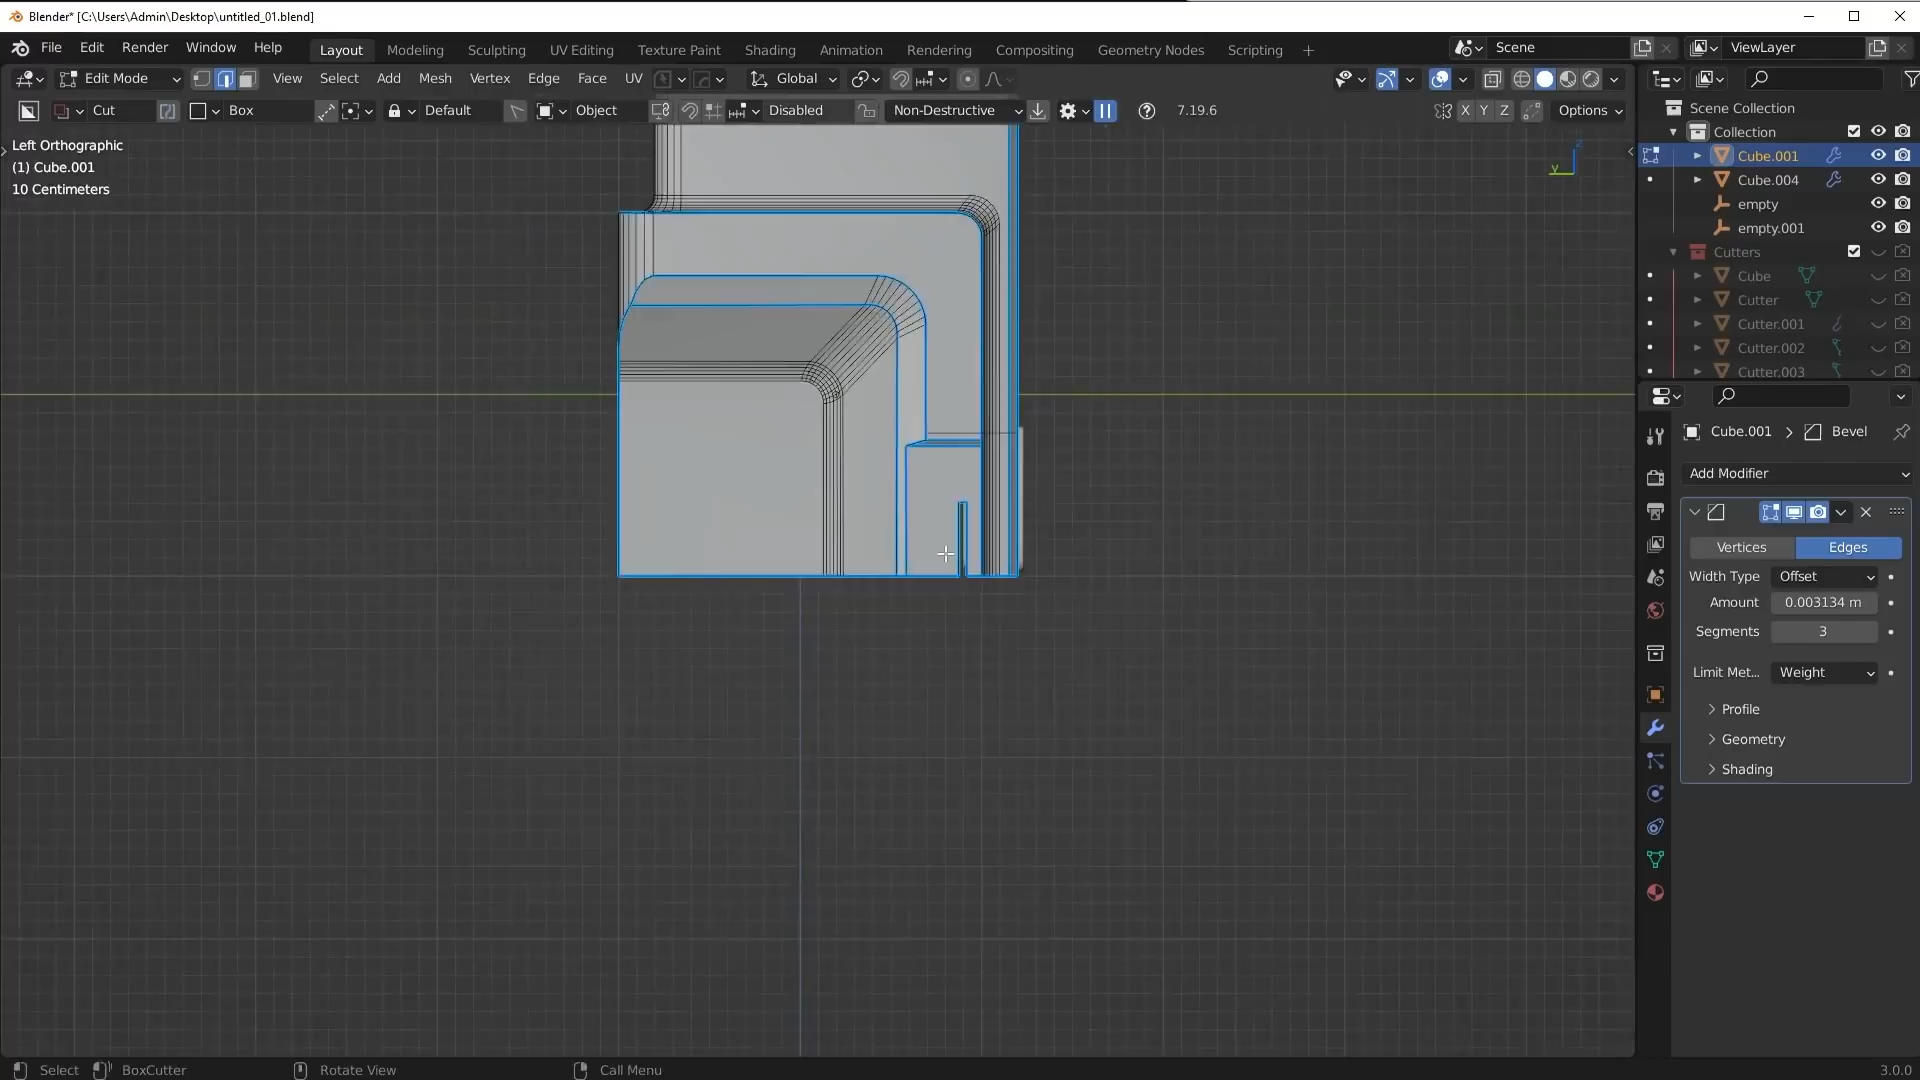 Blender* [C:\Users\Admin\Desktop\untitled_01.blend]
File Edit Render Window Help Layout Modeling Sculpting UV Editing Texture Paint Shading Animation Rendering Compositing Geometry Nodes Scripting + Scene ViewLayer
Edit Mode View Select Add Mesh Vertex Edge Face UV Global
Cut Box Default Object Disabled Non-Destructive 7.19.6 X Y Z Options
Left Orthographic
(1) Cube.001
10 Centimeters
Z
Y
Scene Collection
Collection
Cube.001
Cube.004
empty
empty.001
Cutters
Cube
Cutter
Cutter.001
Cutter.002
Cutter.003
Cube.001 > Bevel
Add Modifier
Vertices Edges
Width Type Offset
Amount 0.003134 m
Segments 3
Limit Met... Weight
Profile
Geometry
Shading
Select BoxCutter Rotate View Call Menu 3.0.0